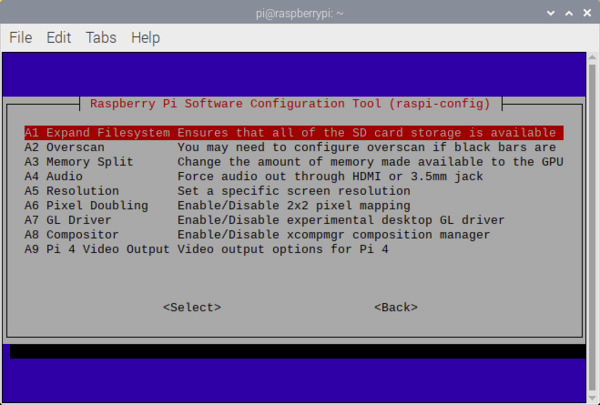 pi@raspberrypi: ~
File Edit Tabs Help
Raspberry Pi Software Configuration Tool (raspi-config)
A1 Expand Filesystem Ensures that all of the SD card storage is available
A2 Overscan You may need to configure overscan if black bars are
A3 Memory Split Change the amount of memory made available to the GPU
A4 Audio Force audio out through HDMI or 3.5mm jack
A5 Resolution Set a specific screen resolution
A6 Pixel Doubling Enable/Disable 2x2 pixel mapping
A7 GL Driver Enable/Disable experimental desktop GL driver
A8 Compositor Enable/Disable xcompmgr composition manager
A9 Pi 4 Video Output Video output options for Pi 4
<Select> <Back>